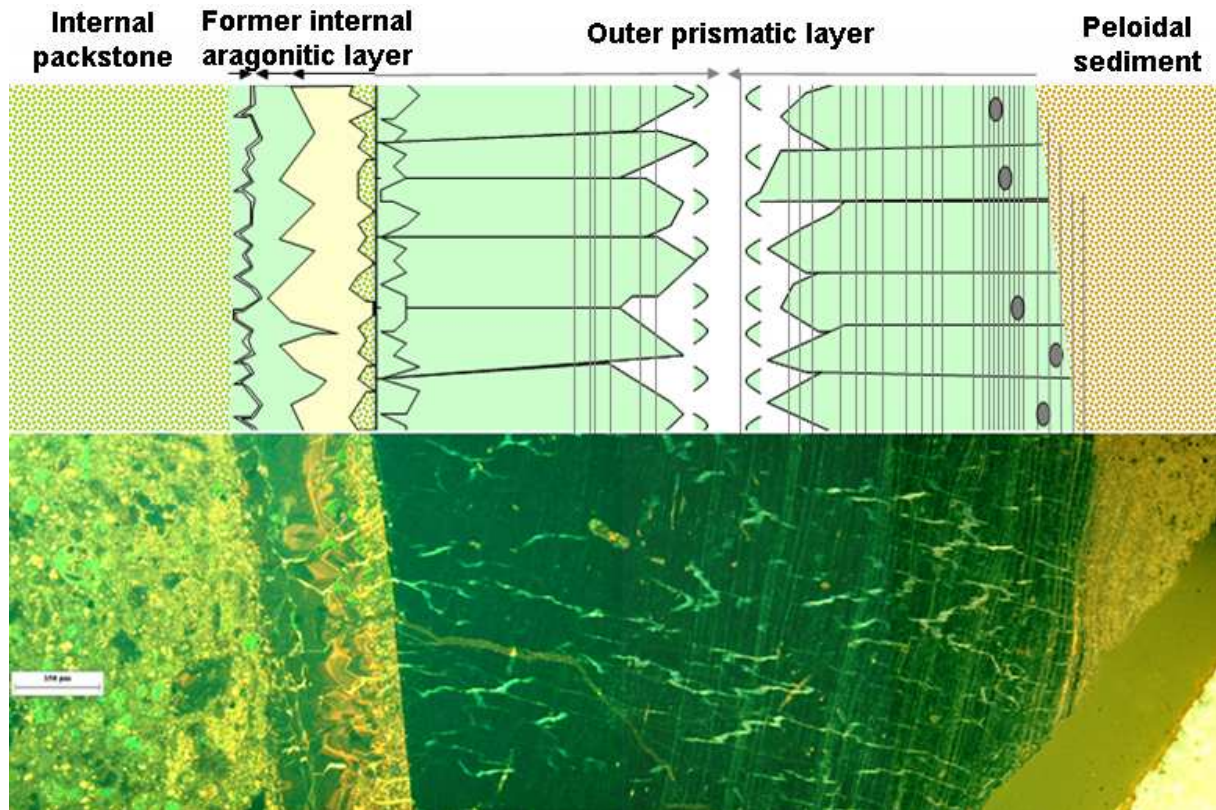 Internal
packstone
Former internal
aragonitic layer
Outer prismatic layer
Peloidal
sediment